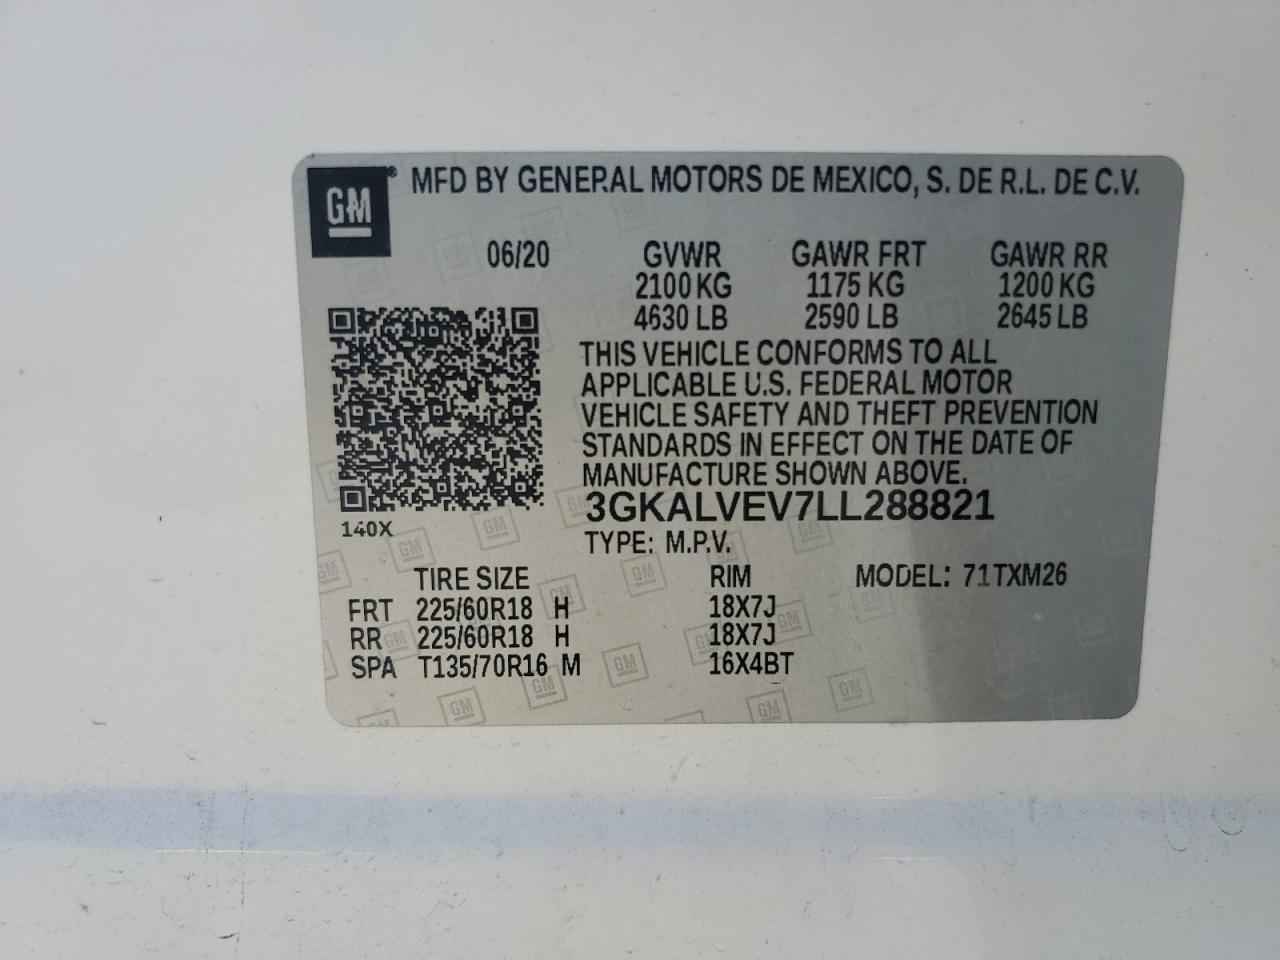 GM® MFD BY GENERAL MOTORS DE MEXICO, S. DE R.L. DE C.V.
06/20 GVWR GAWR FRT GAWR RR
2100 KG 1175 KG 1200 KG
4630 LB 2590 LB 2645 LB
THIS VEHICLE CONFORMS TO ALL
APPLICABLE U.S. FEDERAL MOTOR
VEHICLE SAFETY AND THEFT PREVENTION
STANDARDS IN EFFECT ON THE DATE OF
MANUFACTURE SHOWN ABOVE.
3GKALVEV7LL288821
140X
TYPE: M.P.V.
TIRE SIZE RIM MODEL: 71TXM26
FRT 225/60R18 H 18X7J
RR 225/60R18 H 18X7J
SPA T135/70R16 M 16X4BT